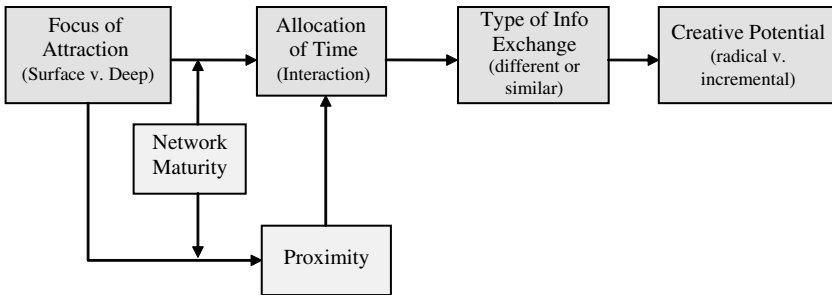 Focus of
Attraction
(Surface v. Deep)
Allocation
of Time
(Interaction)
Type of Info
Exchange
(different or
similar)
Creative Potential
(radical v.
incremental)
Network
Maturity
Proximity